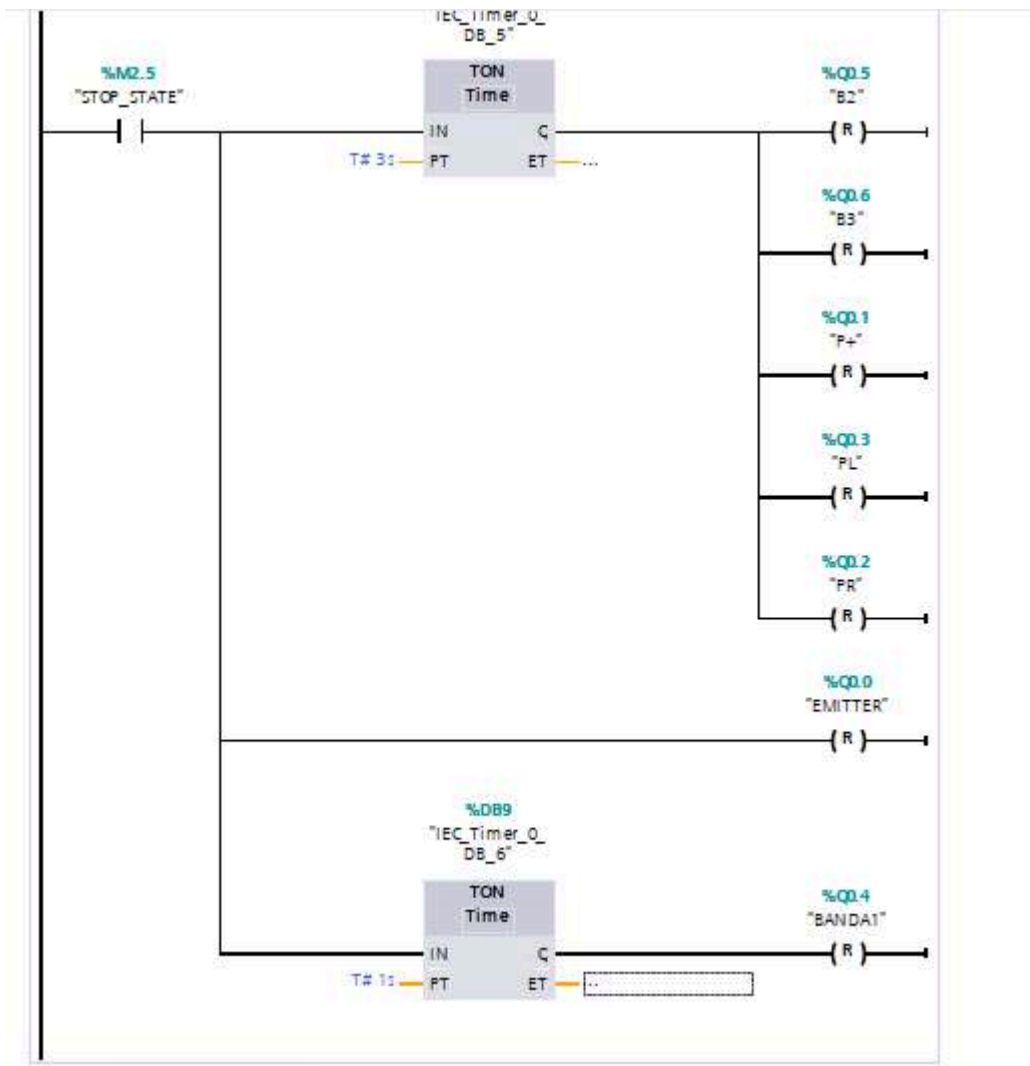 "IEC_Timer_0_
DB_5"
%M2.5
"STOP_STATE"
TON
Time
IN
Q
T# 3s
PT
ET
...
%Q0.5
"B2"
R
%Q0.6
"B3"
R
%Q0.1
"P+"
R
%Q0.3
"PL"
R
%Q0.2
"PR"
R
%Q0.0
"EMITTER"
R
%DB9
"IEC_Timer_0_
DB_6"
TON
Time
IN
Q
T# 1s
PT
ET
..
%Q0.4
"BANDA1"
R